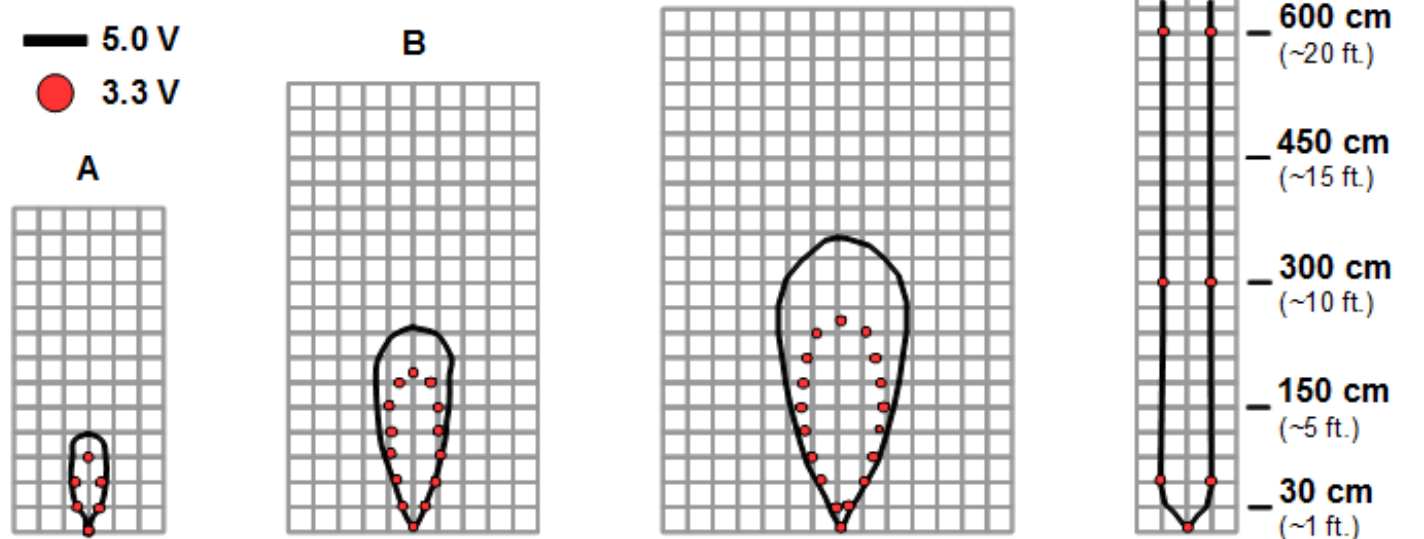 5.0 V
3.3 V
A
B
600 cm
(~20 ft.)
450 cm
(~15 ft.)
300 cm
(~10 ft.)
150 cm
(~5 ft.)
30 cm
(~1 ft.)